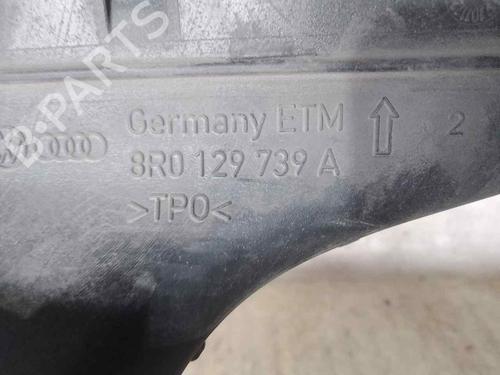 B-PARTS
Germany ETM
2
8R0 129 739 A
>TPO<